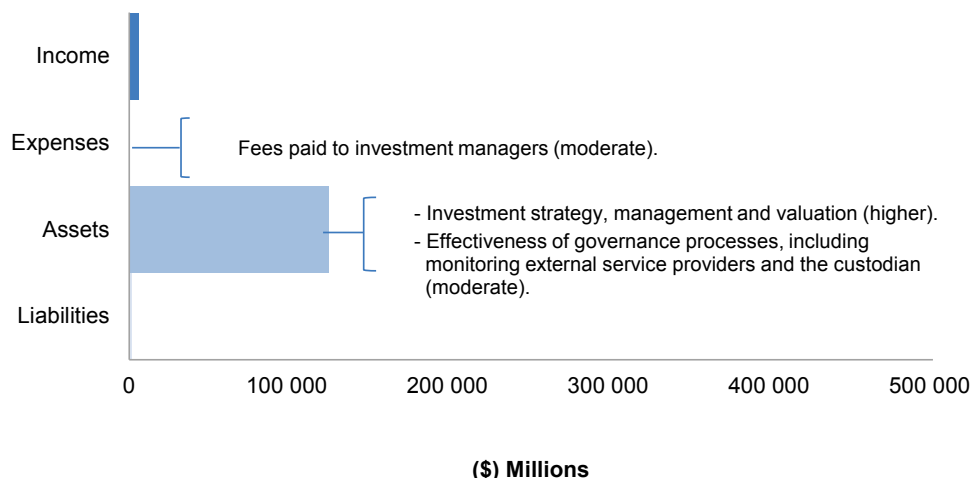 Income
Expenses
Fees paid to investment managers (moderate).
Assets
- Investment strategy, management and valuation (higher).
- Effectiveness of governance processes, including
monitoring external service providers and the custodian
(moderate).
Liabilities
0 100 000 200 000 300 000 400 000 500 000
($) Millions